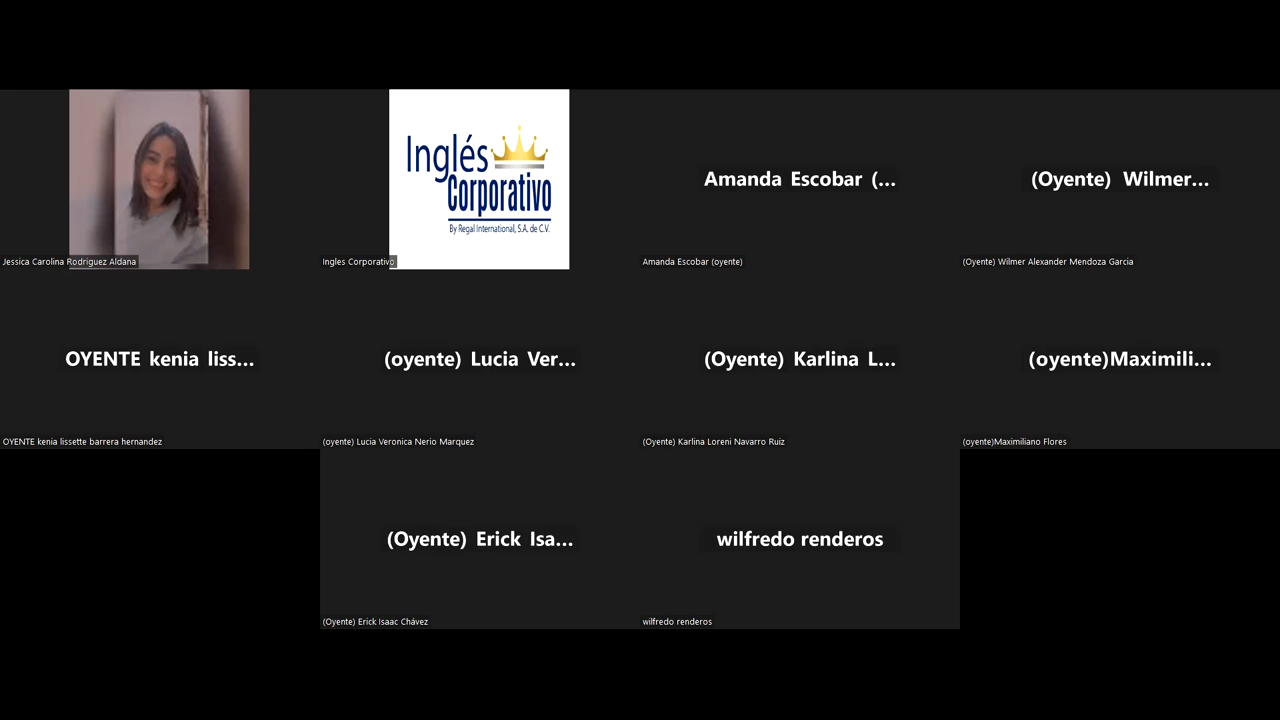 Jessica Carolina Rodriguez Aldana
Inglés
Corporativo
By Regal International, S.A. de C.V.
Ingles Corporativo
Amanda Escobar (...
Amanda Escobar (oyente)
(Oyente) Wilmer...
(Oyente) Wilmer Alexander Mendoza Garcia
OYENTE kenia liss...
OYENTE kenia lissette barrera hernandez
(oyente) Lucia Ver...
(oyente) Lucia Veronica Nerio Marquez
(Oyente) Karlina L...
(Oyente) Karlina Loreni Navarro Ruiz
(oyente)Maximili...
(oyente)Maximiliano Flores
(Oyente) Erick Isa...
(Oyente) Erick Isaac Chávez
wilfredo renderos
wilfredo renderos